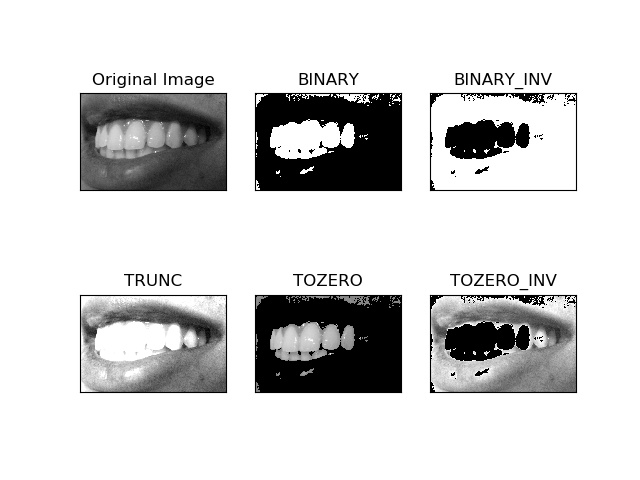 Original Image
BINARY
BINARY_INV
TRUNC
TOZERO
TOZERO_INV